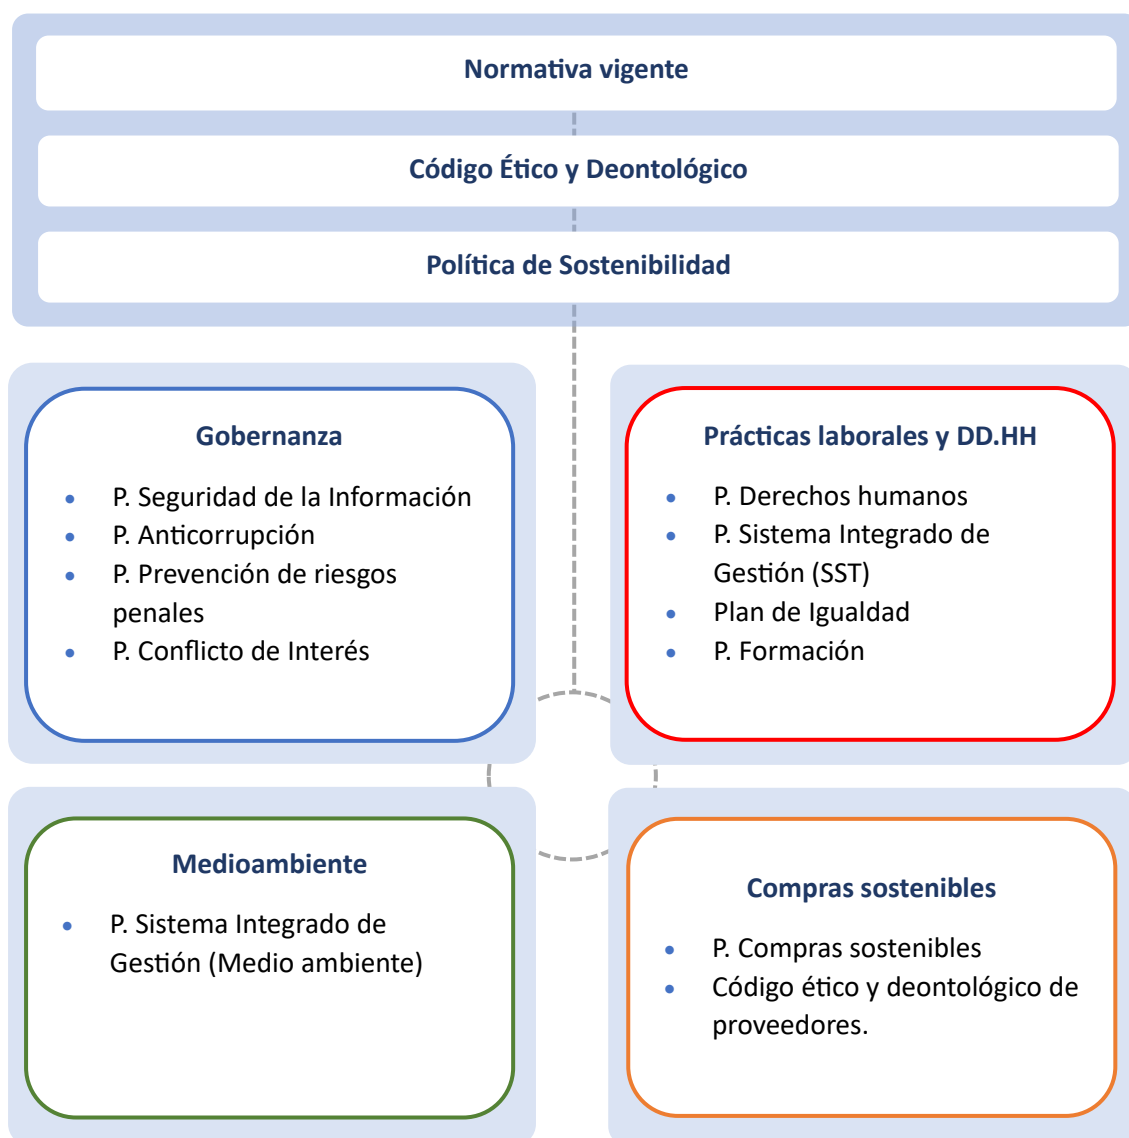 Normativa vigente
Código Ético y Deontológico
Política de Sostenibilidad
Gobernanza
• P. Seguridad de la Información
• P. Anticorrupción
• P. Prevención de riesgos
penales
• P. Conflicto de Interés
Prácticas laborales y DD.HH
• P. Derechos humanos
• P. Sistema Integrado de
Gestión (SST)
• Plan de Igualdad
• P. Formación
Medioambiente
• P. Sistema Integrado de
Gestión (Medio ambiente)
Compras sostenibles
• P. Compras sostenibles
• Código ético y deontológico de
proveedores.